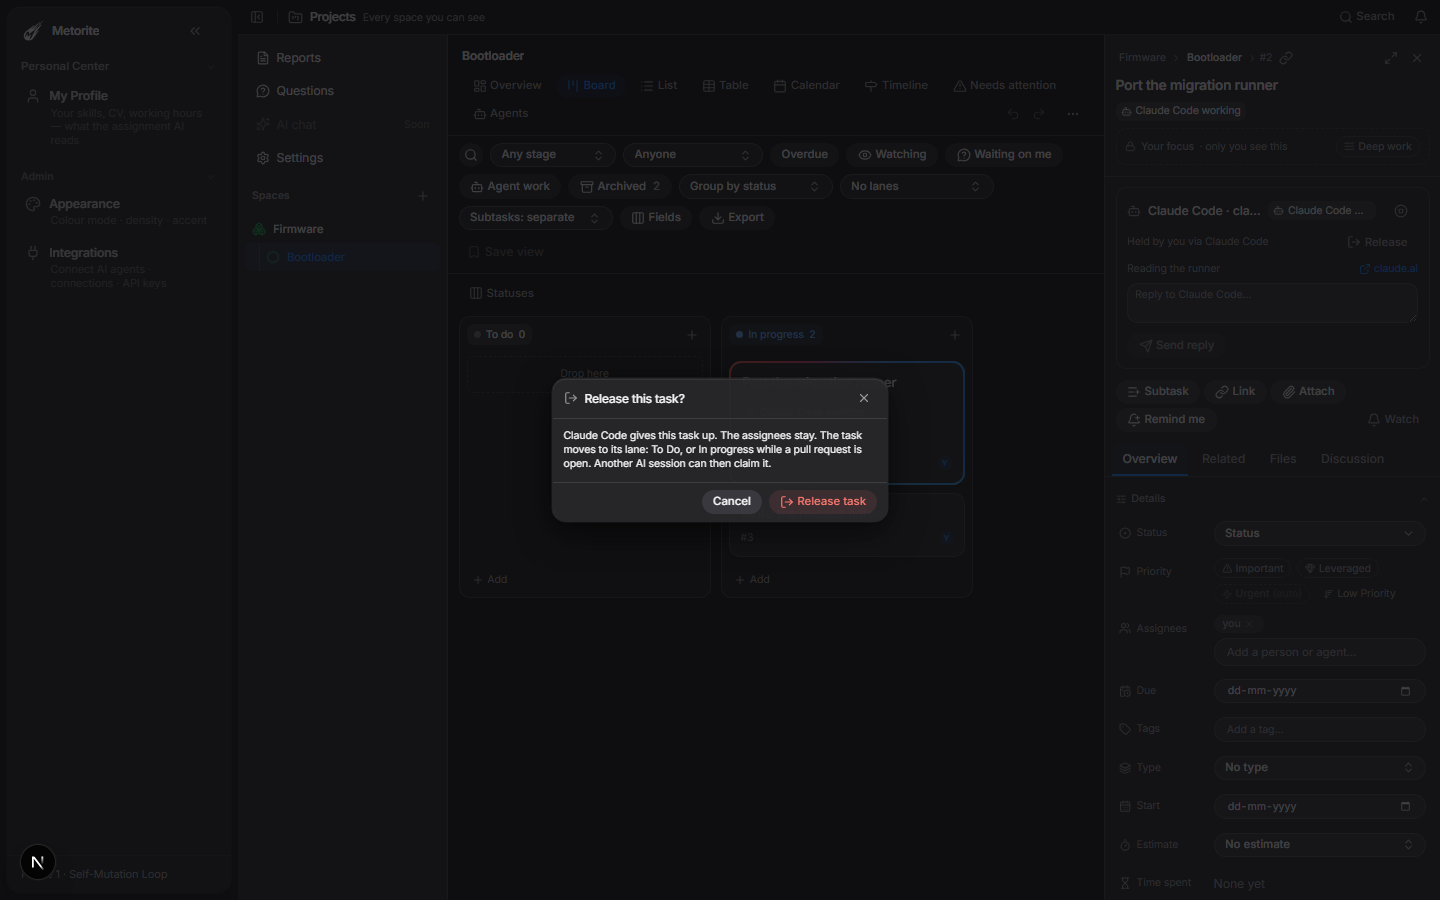 Metorite
Personal Center
My Profile
Your skills, CV, working hours
— what the assignment AI
reads
Admin
Appearance
Colour mode · density · accent
Integrations
Connect AI agents ·
connections · API keys
1 · Self-Mutation Loop
Projects Every space you can see
Search
Reports
Questions
AI chat Soon
Settings
Spaces
Firmware
Bootloader
Bootloader
Overview Board List Table Calendar Timeline Needs attention
Agents
Any stage Anyone Overdue Watching Waiting on me
Agent work Archived 2 Group by status No lanes
Subtasks: separate Fields Export
Save view
Statuses
To do 0
Drop here
Add
In progress 2
#3
Add
Release this task?
Claude Code gives this task up. The assignees stay. The task
moves to its lane: To Do, or In progress while a pull request is
open. Another AI session can then claim it.
Cancel Release task
Firmware Bootloader #2
Port the migration runner
Claude Code working
Your focus · only you see this Deep work
Claude Code · cla... Claude Code ...
Held by you via Claude Code Release
Reading the runner claude.ai
Reply to Claude Code...
Send reply
Subtask Link Attach
Remind me Watch
Overview Related Files Discussion
Details
Status Status
Priority Important Leveraged
Urgent (auto) Low Priority
Assignees you
Add a person or agent...
Due dd-mm-yyyy
Tags Add a tag...
Type No type
Start dd-mm-yyyy
Estimate No estimate
Time spent None yet